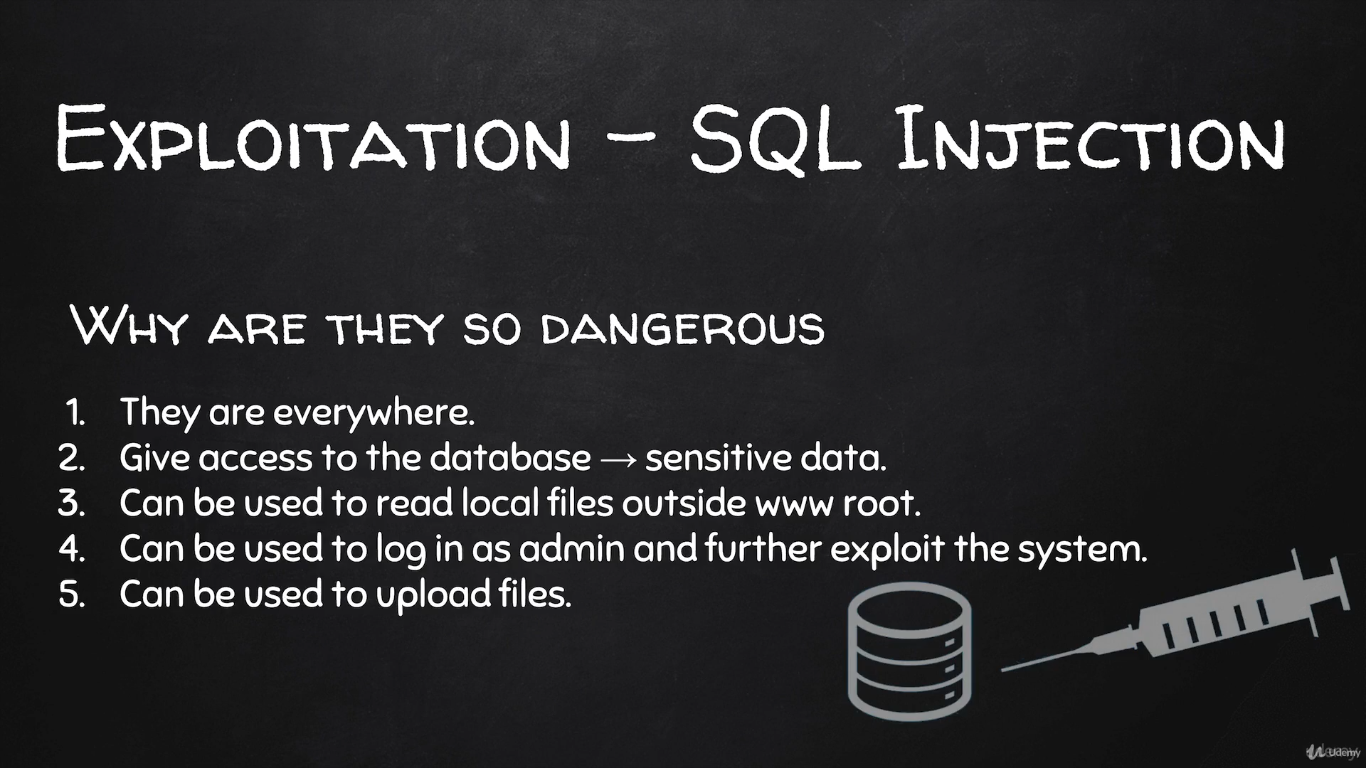 Exploitation – SQL Injection
Why are they so dangerous
1. They are everywhere.
2. Give access to the database → sensitive data.
3. Can be used to read local files outside www root.
4. Can be used to log in as admin and further exploit the system.
5. Can be used to upload files.
Udemy